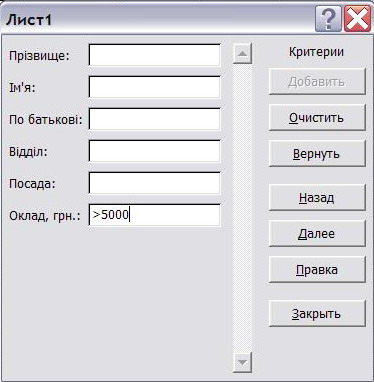 Лист1
Критерии
Прізвище:
Добавить
Ім'я:
Очистить
По батькові:
Вернуть
Відділ:
Посада:
Назад
Оклад, грн.: >5000
Далее
Правка
Закрыть